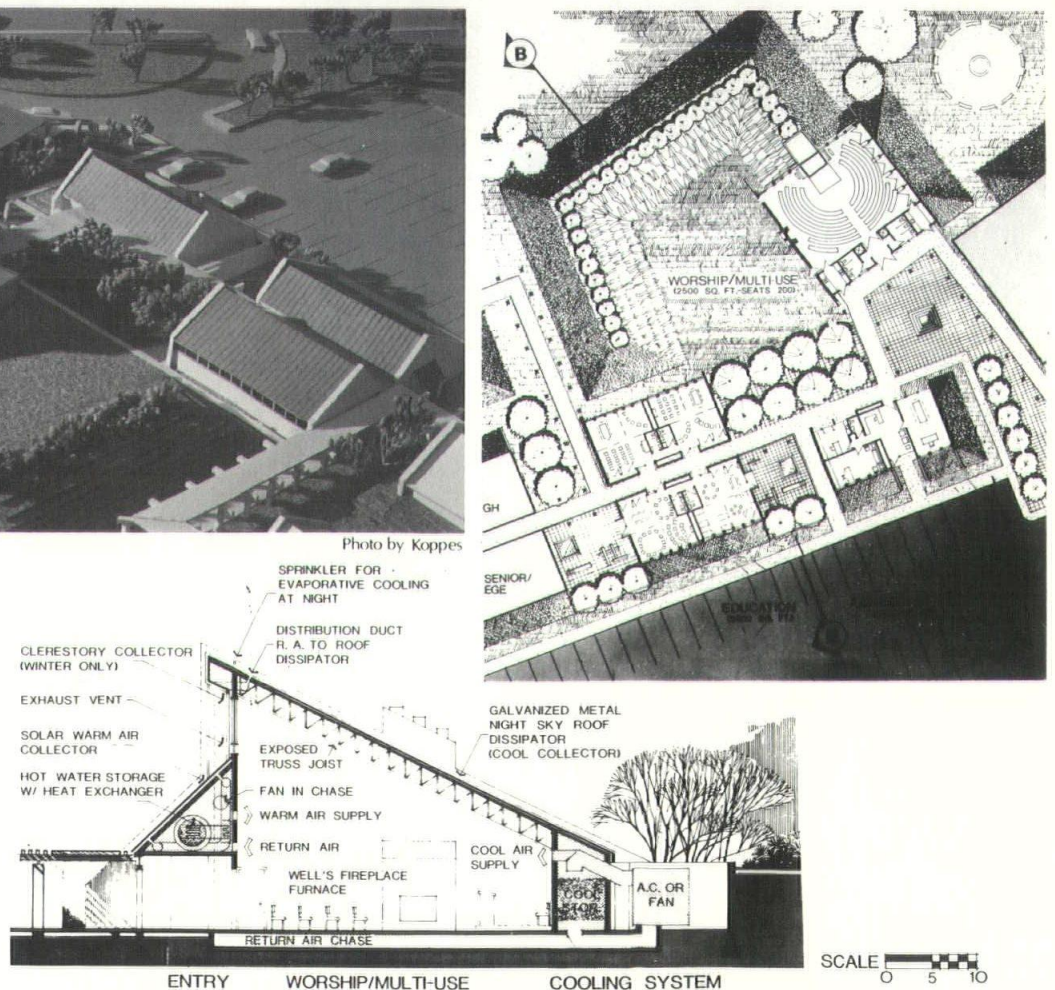 B
WORSHIP/MULTI-USE
(2500 SQ. FT.-SEATS 200)
GH
SENIOR/
EGE
EDUCATION
Photo by Koppes
SPRINKLER FOR
EVAPORATIVE COOLING
AT NIGHT
DISTRIBUTION DUCT
R. A. TO ROOF
DISSIPATOR
CLERESTORY COLLECTOR
(WINTER ONLY)
EXHAUST VENT
SOLAR WARM AIR
COLLECTOR
HOT WATER STORAGE
W/ HEAT EXCHANGER
EXPOSED
TRUSS JOIST
FAN IN CHASE
WARM AIR SUPPLY
RETURN AIR
WELL'S FIREPLACE
FURNACE
GALVANIZED METAL
NIGHT SKY ROOF
DISSIPATOR
(COOL COLLECTOR)
COOL AIR
SUPPLY
COOL
STOR.
A.C. OR
FAN
RETURN AIR CHASE
ENTRY WORSHIP/MULTI-USE COOLING SYSTEM
SCALE
0 5 10